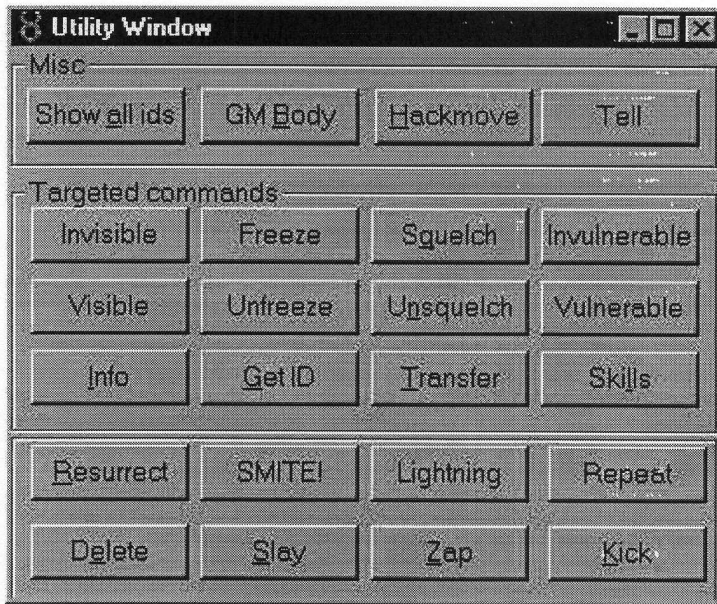 Utility Window
Misc
Show all ids GM Body Hackmove Tell
Targeted commands
Invisible Freeze Squelch Invulnerable
Visible Unfreeze Unsquelch Vulnerable
Info Get ID Transfer Skills
Resurrect SMITE! Lightning Repeat
Delete Slay Zap Kick